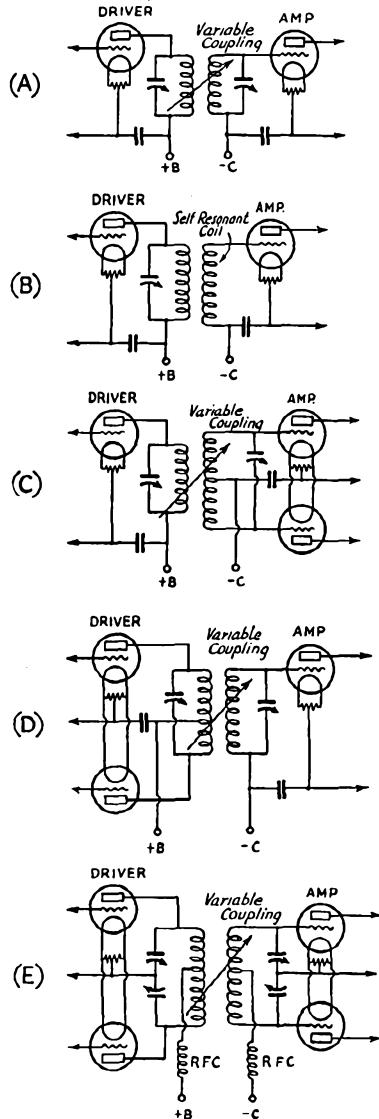 DRIVER
Variable
Coupling
AMP
(A)
+B
-C
DRIVER
Self Resonant
Coil
AMP.
(B)
+B
-C
DRIVER
Variable
Coupling
AMP.
(C)
+B
-C
DRIVER
Variable
Coupling
AMP
(D)
+B
-C
DRIVER
Variable
Coupling
AMP
(E)
RFC
RFC
+B
-C